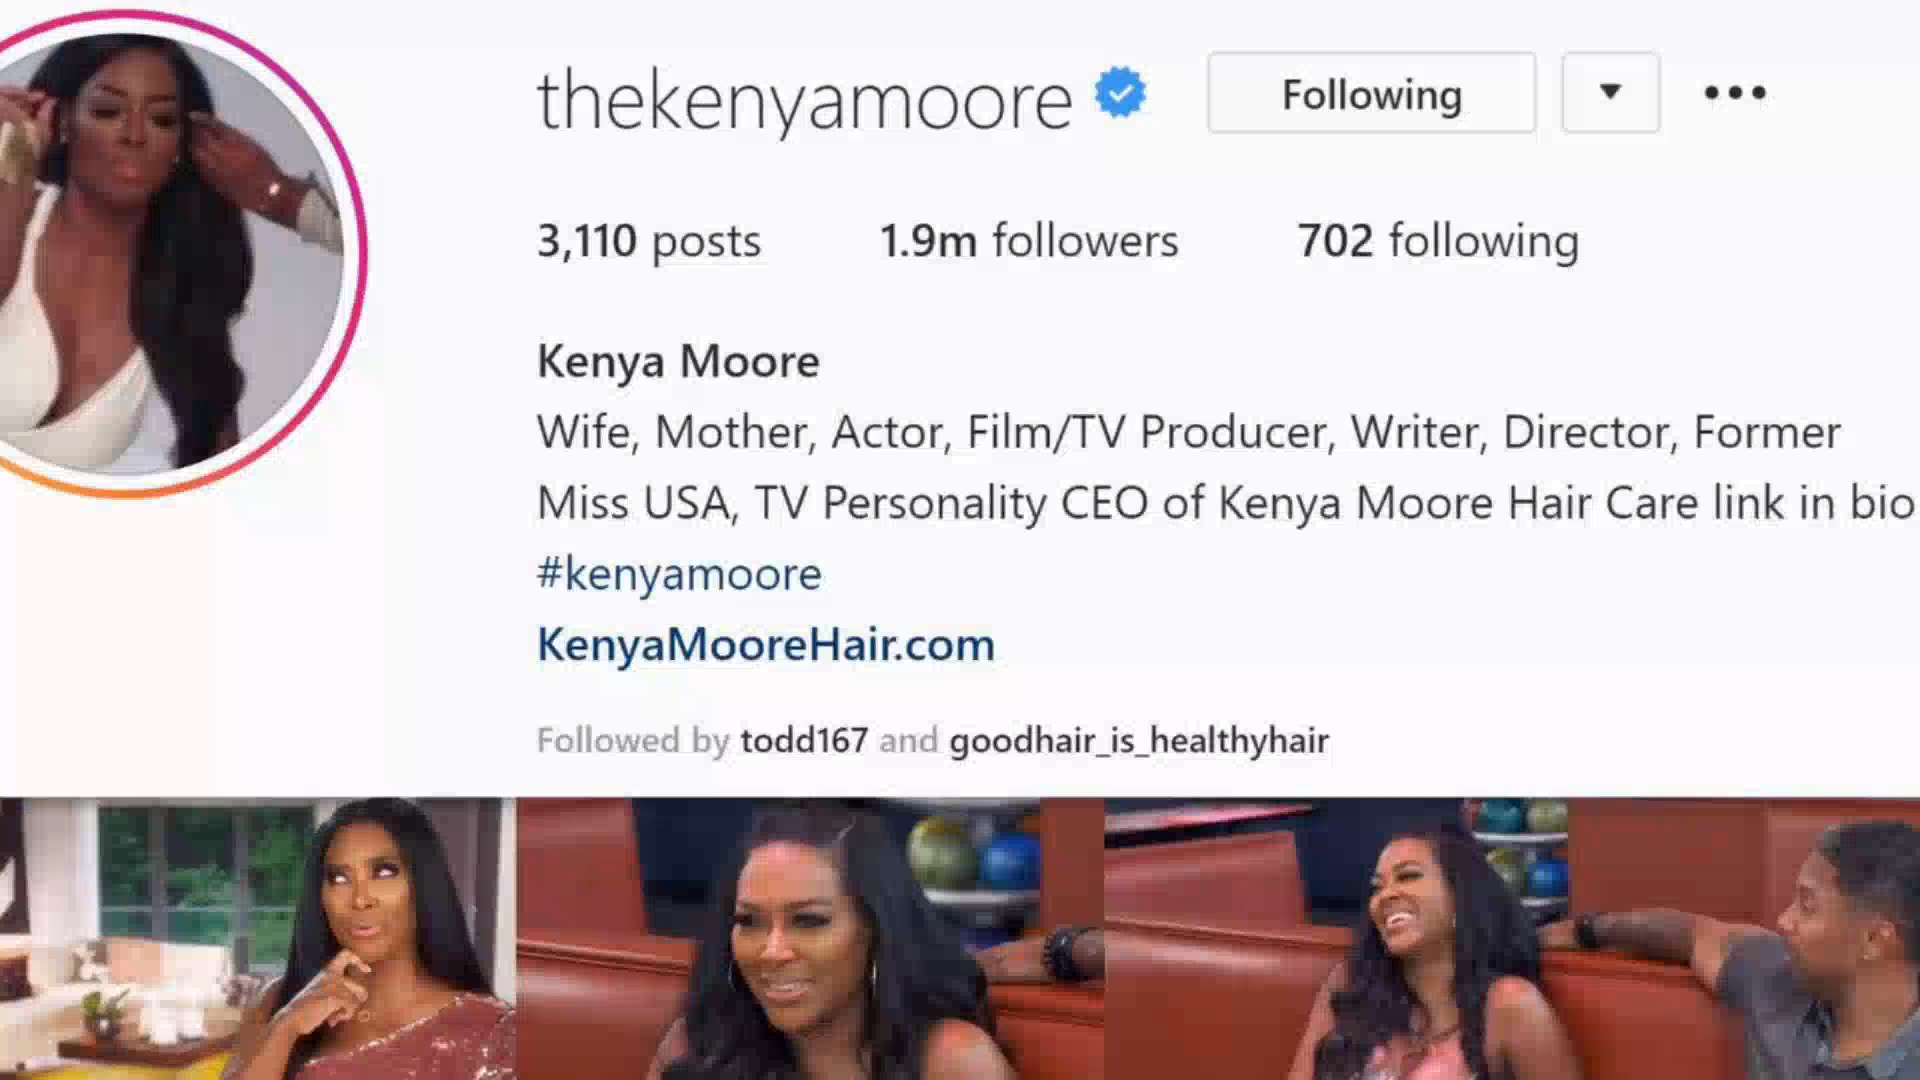 thekenyamoore
Following
3,110 posts 1.9m followers 702 following
Kenya Moore
Wife, Mother, Actor, Film/TV Producer, Writer, Director, Former
Miss USA, TV Personality CEO of Kenya Moore Hair Care link in bio
#kenyamoore
KenyaMooreHair.com
Followed by todd167 and goodhair_is_healthyhair